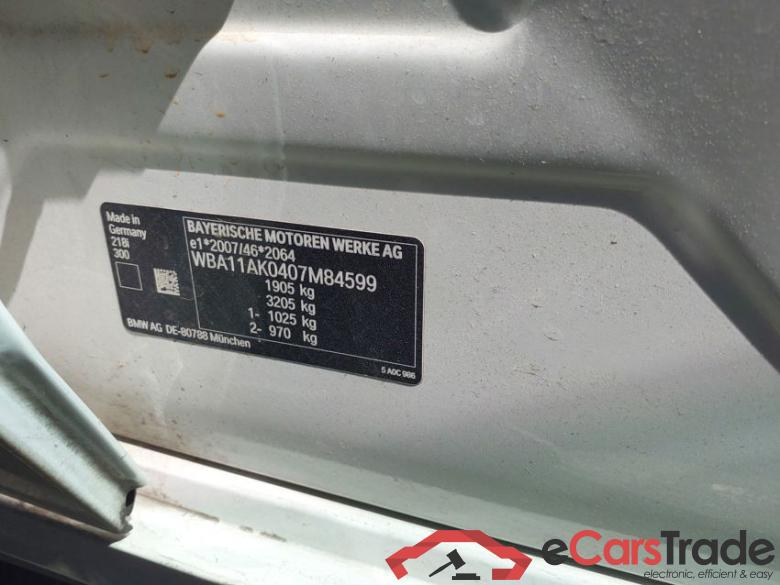 Made in
Germany
218i
300
BAYERISCHE MOTOREN WERKE AG
e1*2007/46*2064
WBA11AK0407M84599
1905 kg
3205 kg
1- 1025 kg
2- 970 kg
BMW AG DE-80788 München
5 A0C 986
eCarsTrade
electronic, efficient & easy